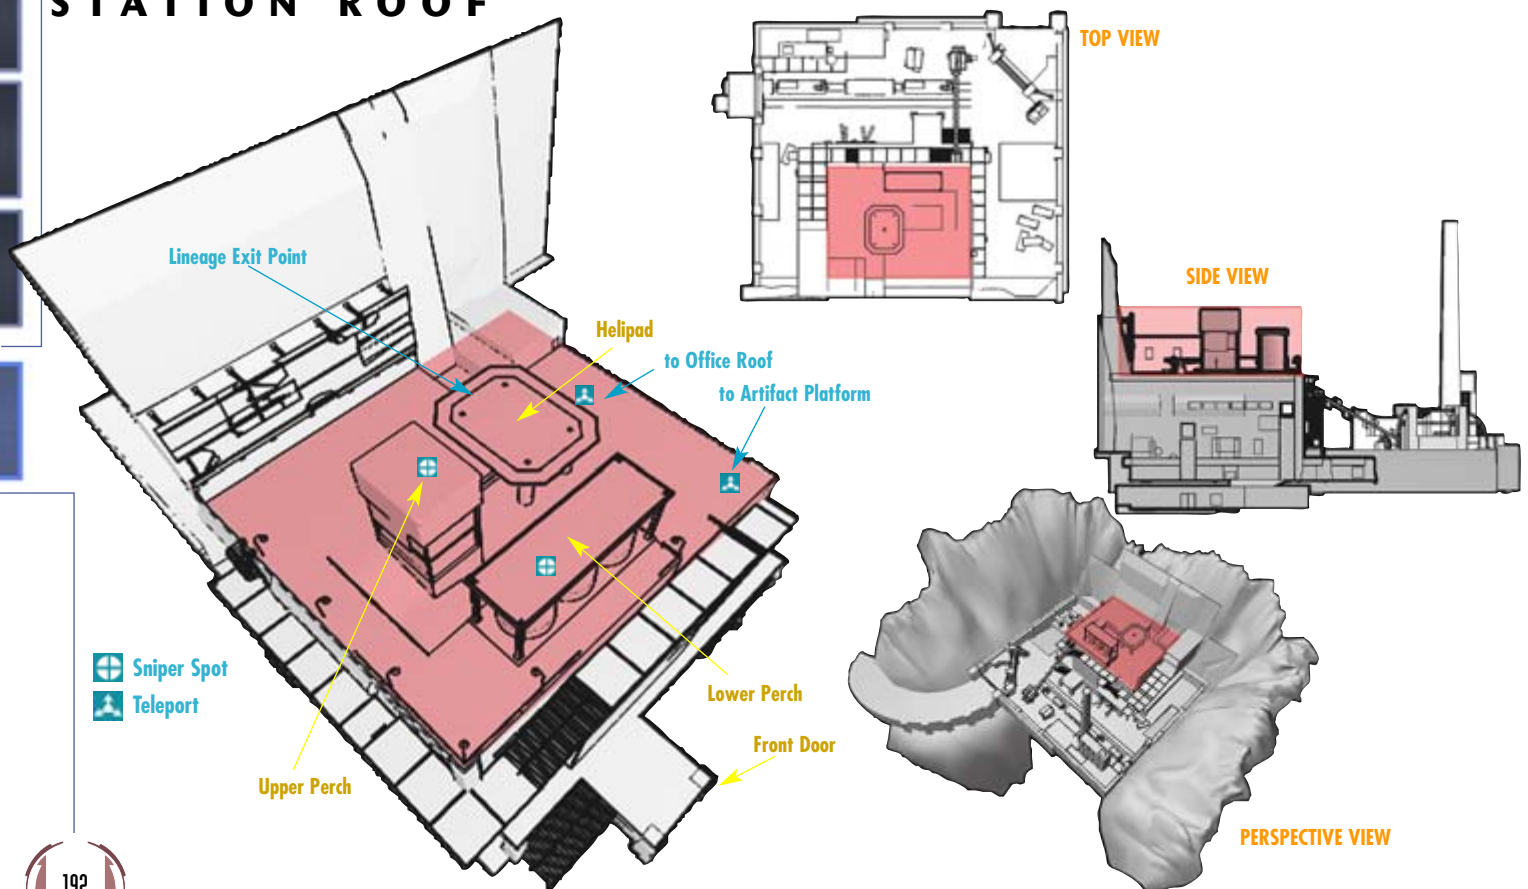 STATION ROOF
TOP VIEW
Lineage Exit Point
SIDE VIEW
Helipad
to Office Roof
to Artifact Platform
Sniper Spot
Teleport
Lower Perch
Front Door
Upper Perch
PERSPECTIVE VIEW
192